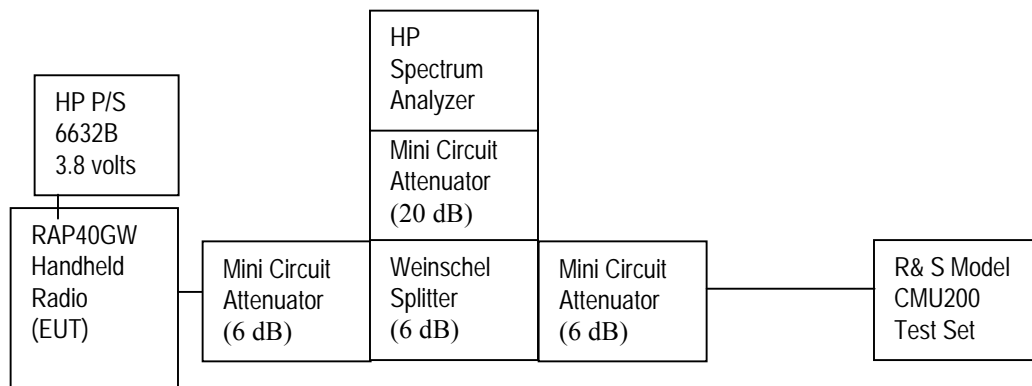 HP
Spectrum
Analyzer
HP P/S
6632B
3.8 volts
Mini Circuit
Attenuator
(20 dB)
RAP40GW
Handheld
Radio
(EUT)
Mini Circuit
Attenuator
(6 dB)
Weinschel
Splitter
(6 dB)
Mini Circuit
Attenuator
(6 dB)
R& S Model
CMU200
Test Set